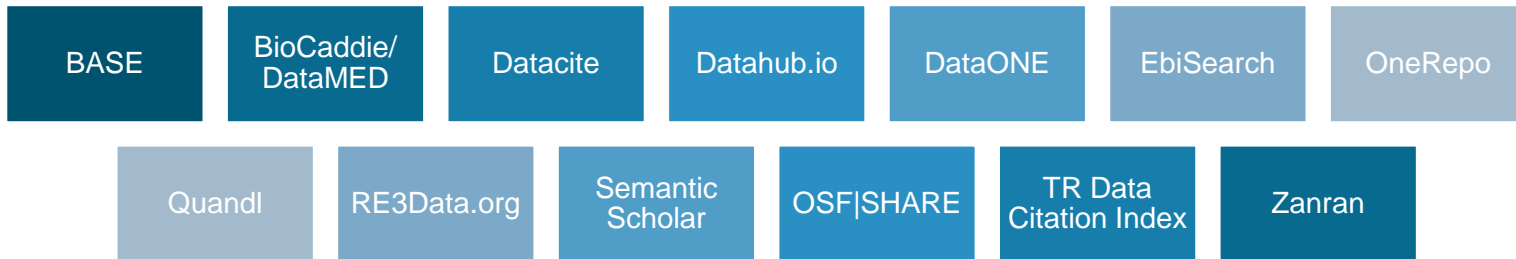 BASE
BioCaddie/
DataMED
Datacite
Datahub.io
DataONE
EbiSearch
OneRepo
Quandl
RE3Data.org
Semantic
Scholar
OSF|SHARE
TR Data
Citation Index
Zanran